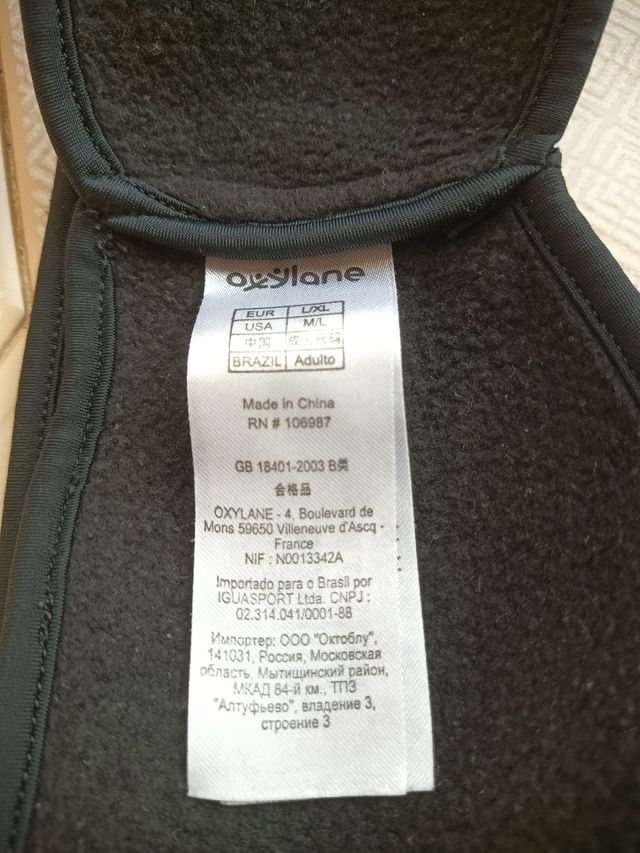 oxylane
EUR L/XL
USA M/L
中国
BRAZIL Adulto
Made in China
RN # 106987
GB 18401-2003 B类
合格品
OXYLANE - 4, Boulevard de
Mons 59650 Villeneuve d'Ascq -
France
NIF : N0013342A
Importado para o Brasil por
IGUASPORT Ltda. CNPJ :
02.314.041/0001-88
Импортер: ООО "Октоблу",
141031, Россия, Московская
область, Мытищинский район,
МКАД 84-й км., ТПЗ
"Алтуфьево", владение 3,
строение 3